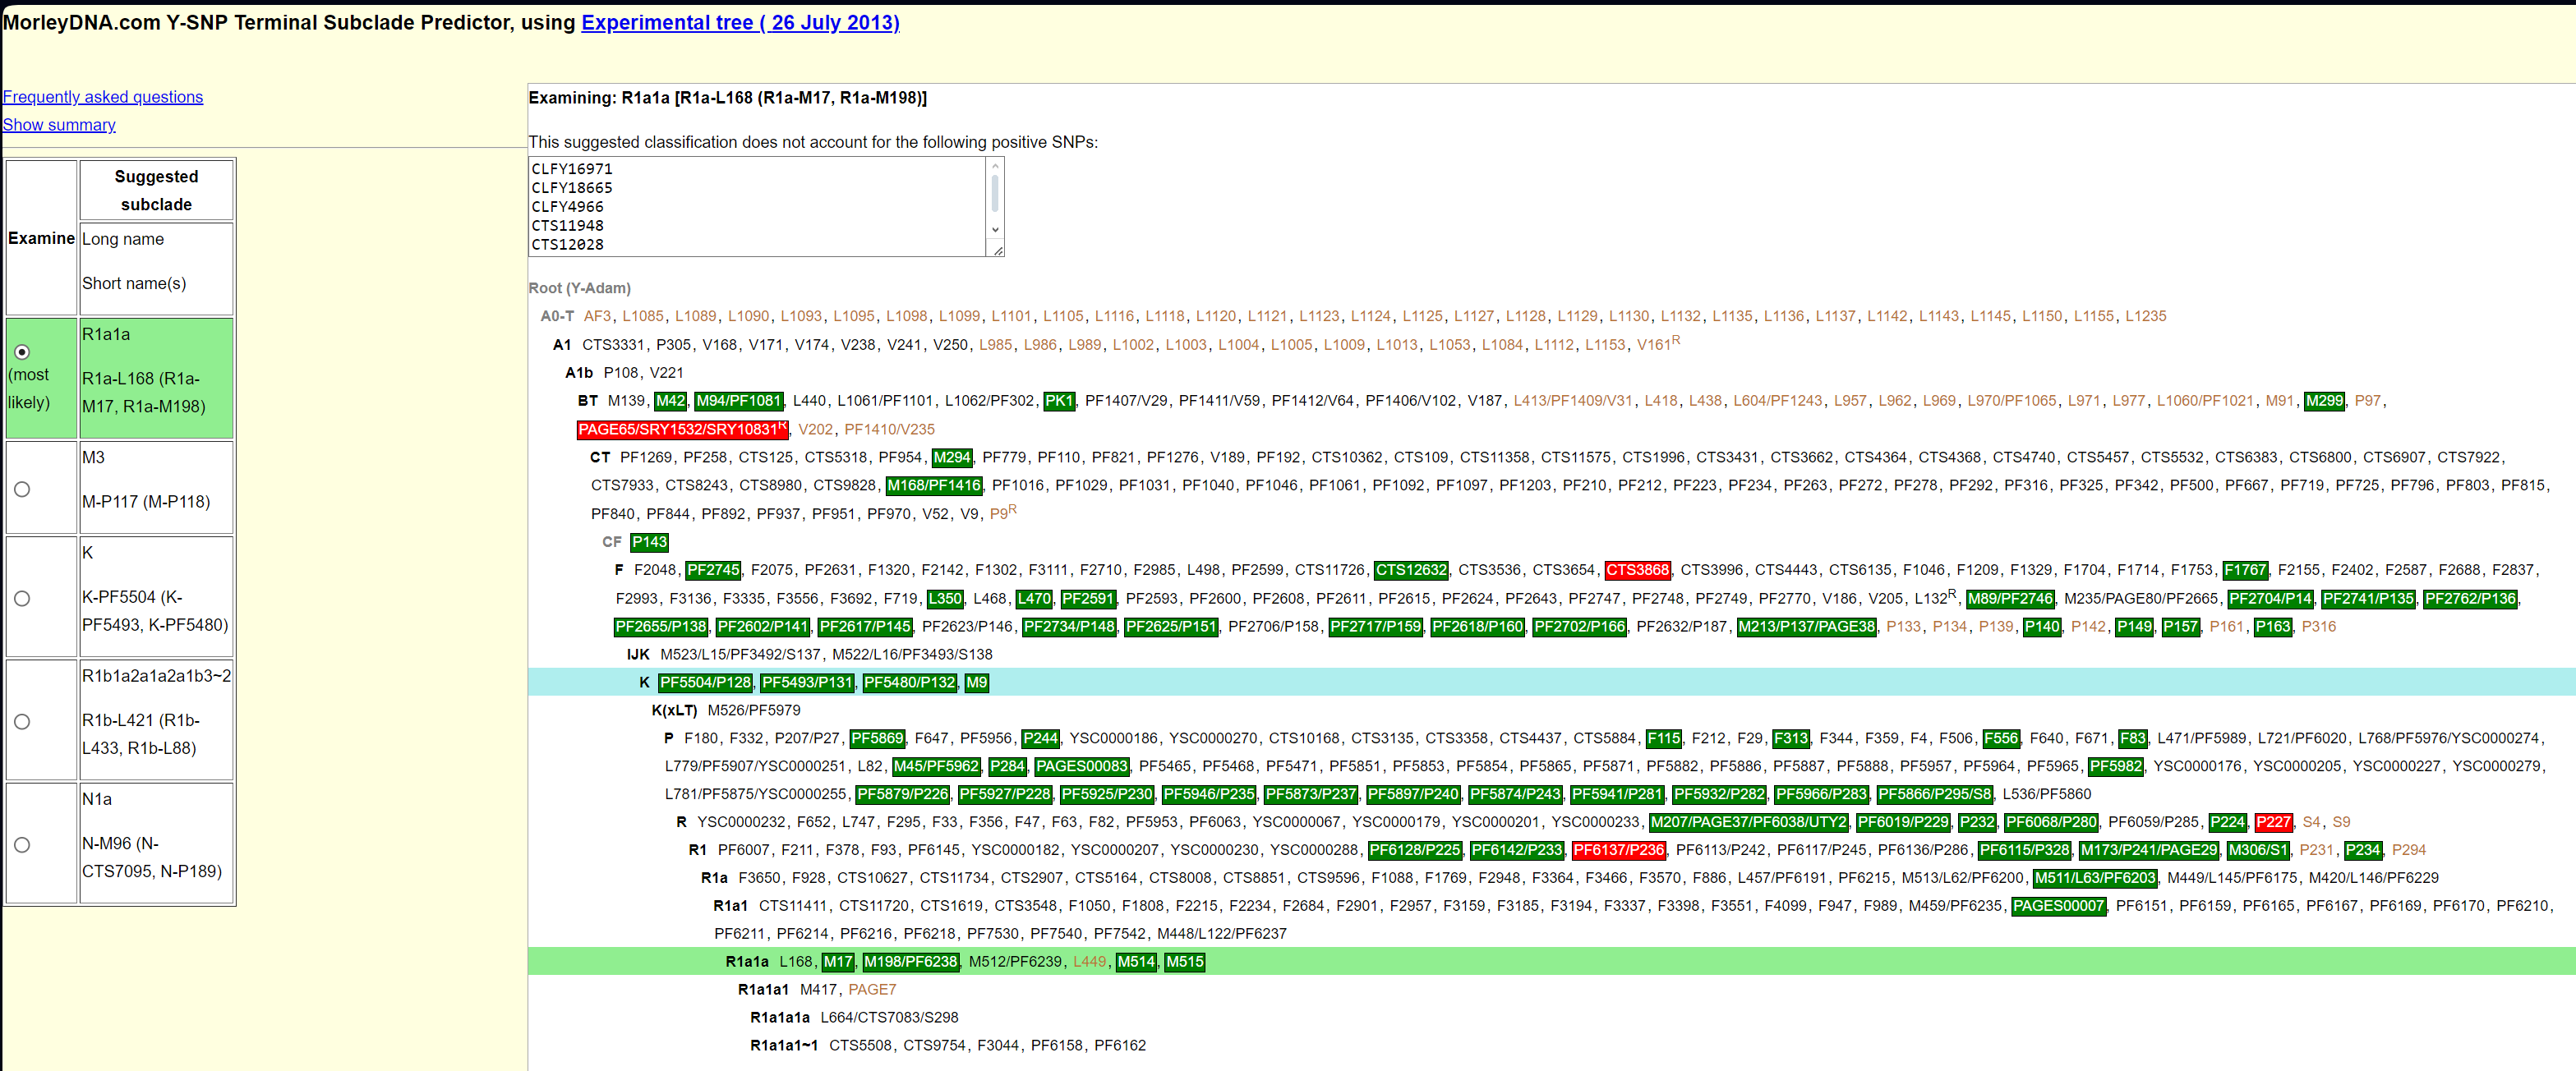 MorleyDNA.com Y-SNP Terminal Subclade Predictor, using Experimental tree ( 26 July 2013)
Frequently asked questions
Show summary
Examine
Suggested
subclade
Long name
Short name(s)
(most
likely)
R1a1a
R1a-L168 (R1a-
M17, R1a-M198)
M3
M-P117 (M-P118)
K
K-PF5504 (K-
PF5493, K-PF5480)
R1b1a2a1a2a1b3~2
R1b-L421 (R1b-
L433, R1b-L88)
N1a
N-M96 (N-
CTS7095, N-P189)
Examining: R1a1a [R1a-L168 (R1a-M17, R1a-M198)]
This suggested classification does not account for the following positive SNPs:
CLFY16971
CLFY18665
CLFY4966
CTS11948
CTS12028
Root (Y-Adam)
A0-T AF3, L1085, L1089, L1090, L1093, L1095, L1098, L1099, L1101, L1105, L1116, L1118, L1120, L1121, L1123, L1124, L1125, L1127, L1128, L1129, L1130, L1132, L1135, L1136, L1137, L1142, L1143, L1145, L1150, L1155, L1235
A1 CTS3331, P305, V168, V171, V174, V238, V241, V250, L985, L986, L989, L1002, L1003, L1004, L1005, L1009, L1013, L1053, L1084, L1112, L1153, V161R
A1b P108, V221
BT M139, M42, M94/PF1081, L440, L1061/PF1101, L1062/PF302, PK1, PF1407/V29, PF1411/V59, PF1412/V64, PF1406/V102, V187, L413/PF1409/V31, L418, L438, L604/PF1243, L957, L962, L969, L970/PF1065, L971, L977, L1060/PF1021, M91, M299, P97,
PAGE65/SRY1532/SRY10831R, V202, PF1410/V235
CT PF1269, PF258, CTS125, CTS5318, PF954, M294, PF779, PF110, PF821, PF1276, V189, PF192, CTS10362, CTS109, CTS11358, CTS11575, CTS1996, CTS3431, CTS3662, CTS4364, CTS4368, CTS4740, CTS5457, CTS5532, CTS6383, CTS6800, CTS6907, CTS7922,
CTS7933, CTS8243, CTS8980, CTS9828, M168/PF1416, PF1016, PF1029, PF1031, PF1040, PF1046, PF1061, PF1092, PF1097, PF1203, PF210, PF212, PF223, PF234, PF263, PF272, PF278, PF292, PF316, PF325, PF342, PF500, PF667, PF719, PF725, PF796, PF803, PF815,
PF840, PF844, PF892, PF937, PF951, PF970, V52, V9, P9R
CF P143
F F2048, PF2745, F2075, PF2631, F1320, F2142, F1302, F3111, F2710, F2985, L498, PF2599, CTS11726, CTS12632, CTS3536, CTS3654, CTS3868, CTS3996, CTS4443, CTS6135, F1046, F1209, F1329, F1704, F1714, F1753, F1767, F2155, F2402, F2587, F2688, F2837,
F2993, F3136, F3335, F3556, F3692, F719, L350, L468, L470, PF2591, PF2593, PF2600, PF2608, PF2611, PF2615, PF2624, PF2643, PF2747, PF2748, PF2749, PF2770, V186, V205, L132R, M89/PF2746, M235/PAGE80/PF2665, PF2704/P14, PF2741/P135, PF2762/P136,
PF2655/P138, PF2602/P141, PF2617/P145, PF2623/P146, PF2734/P148, PF2625/P151, PF2706/P158, PF2717/P159, PF2618/P160, PF2702/P166, PF2632/P187, M213/P137/PAGE38, P133, P134, P139, P140, P142, P149, P157, P161, P163, P316
IJK M523/L15/PF3492/S137, M522/L16/PF3493/S138
K PF5504/P128, PF5493/P131, PF5480/P132, M9
K(xLT) M526/PF5979
P F180, F332, P207/P27, PF5869, F647, PF5956, P244, YSC0000186, YSC0000270, CTS10168, CTS3135, CTS3358, CTS4437, CTS5884, F115, F212, F29, F313, F344, F359, F4, F506, F556, F640, F671, F83, L471/PF5989, L721/PF6020, L768/PF5976/YSC0000274,
L779/PF5907/YSC0000251, L82, M45/PF5962, P284, PAGES00083, PF5465, PF5468, PF5471, PF5851, PF5853, PF5854, PF5865, PF5871, PF5882, PF5886, PF5887, PF5888, PF5957, PF5964, PF5965, PF5982, YSC0000176, YSC0000205, YSC0000227, YSC0000279,
L781/PF5875/YSC0000255, PF5879/P226, PF5927/P228, PF5925/P230, PF5946/P235, PF5873/P237, PF5897/P240, PF5874/P243, PF5941/P281, PF5932/P282, PF5966/P283, PF5866/P295/S8, L536/PF5860
R YSC0000232, F652, L747, F295, F33, F356, F47, F63, F82, PF5953, PF6063, YSC0000067, YSC0000179, YSC0000201, YSC0000233, M207/PAGE37/PF6038/UTY2, PF6019/P229, P232, PF6068/P280, PF6059/P285, P224, P227, S4, S9
R1 PF6007, F211, F378, F93, PF6145, YSC0000182, YSC0000207, YSC0000230, YSC0000288, PF6128/P225, PF6142/P233, PF6137/P236, PF6113/P242, PF6117/P245, PF6136/P286, PF6115/P328, M173/P241/PAGE29, M306/S1, P231, P234, P294
R1a F3650, F928, CTS10627, CTS11734, CTS2907, CTS5164, CTS8008, CTS8851, CTS9596, F1088, F1769, F2948, F3364, F3466, F3570, F886, L457/PF6191, PF6215, M513/L62/PF6200, M511/L63/PF6203, M449/L145/PF6175, M420/L146/PF6229
R1a1 CTS11411, CTS11720, CTS1619, CTS3548, F1050, F1808, F2215, F2234, F2684, F2901, F2957, F3159, F3185, F3194, F3337, F3398, F3551, F4099, F947, F989, M459/PF6235, PAGES00007, PF6151, PF6159, PF6165, PF6167, PF6169, PF6170, PF6210,
PF6211, PF6214, PF6216, PF6218, PF7530, PF7540, PF7542, M448/L122/PF6237
R1a1a L168, M17, M198/PF6238, M512/PF6239, L449, M514, M515
R1a1a1 M417, PAGE7
R1a1a1a L664/CTS7083/S298
R1a1a1~1 CTS5508, CTS9754, F3044, PF6158, PF6162